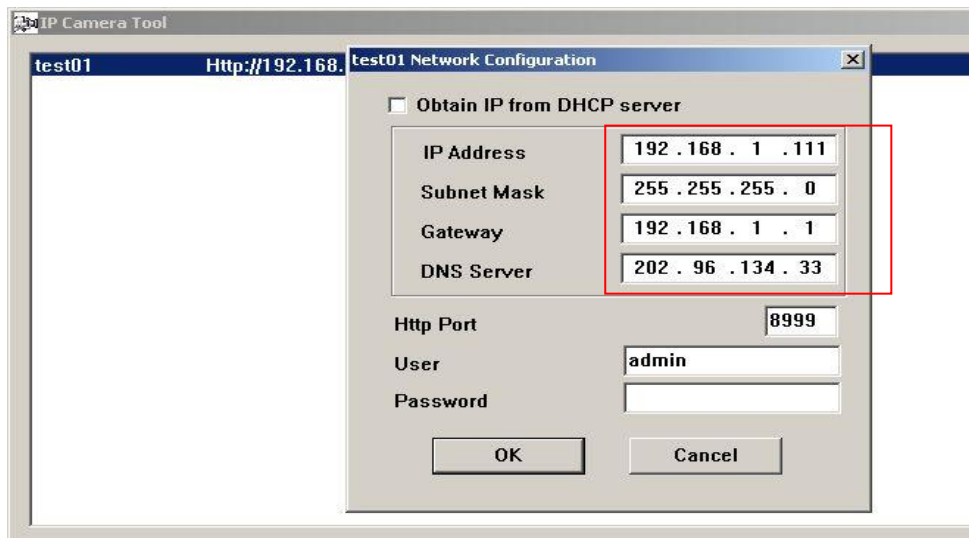 IP Camera Tool
test01 Http://192.168.
test01 Network Configuration
Obtain IP from DHCP server
IP Address 192 .168 . 1 .111
Subnet Mask 255 .255 .255 . 0
Gateway 192 .168 . 1 . 1
DNS Server 202 . 96 .134 . 33
Http Port 8999
User admin
Password
OK Cancel